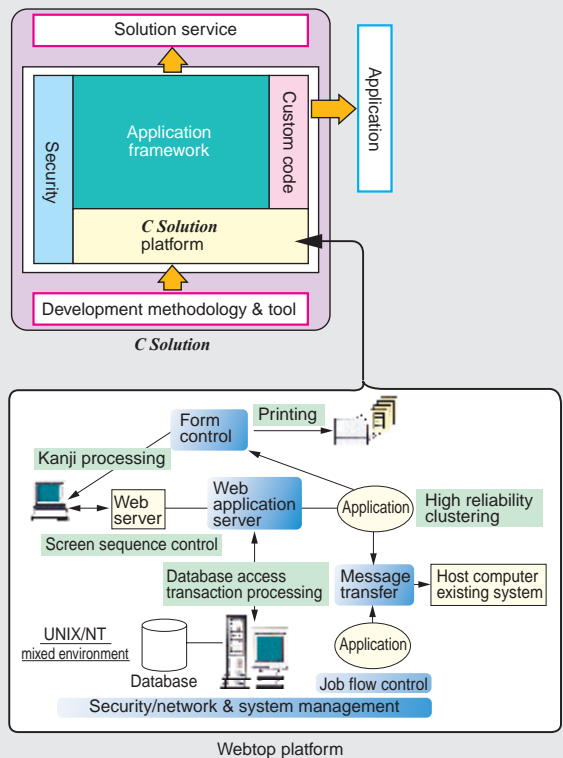 Solution service
Security
Application
framework
Custom code
Application
C Solution
platform
Development methodology & tool
C Solution
Printing
Form
control
Kanji processing
Web
server
Web
application
server
Application
High reliability
clustering
Screen sequence control
Database access
transaction processing
Message
transfer
Host computer
existing system
UNIX/NT
mixed environment
Database
Application
Job flow control
Security/network & system management
Webtop platform